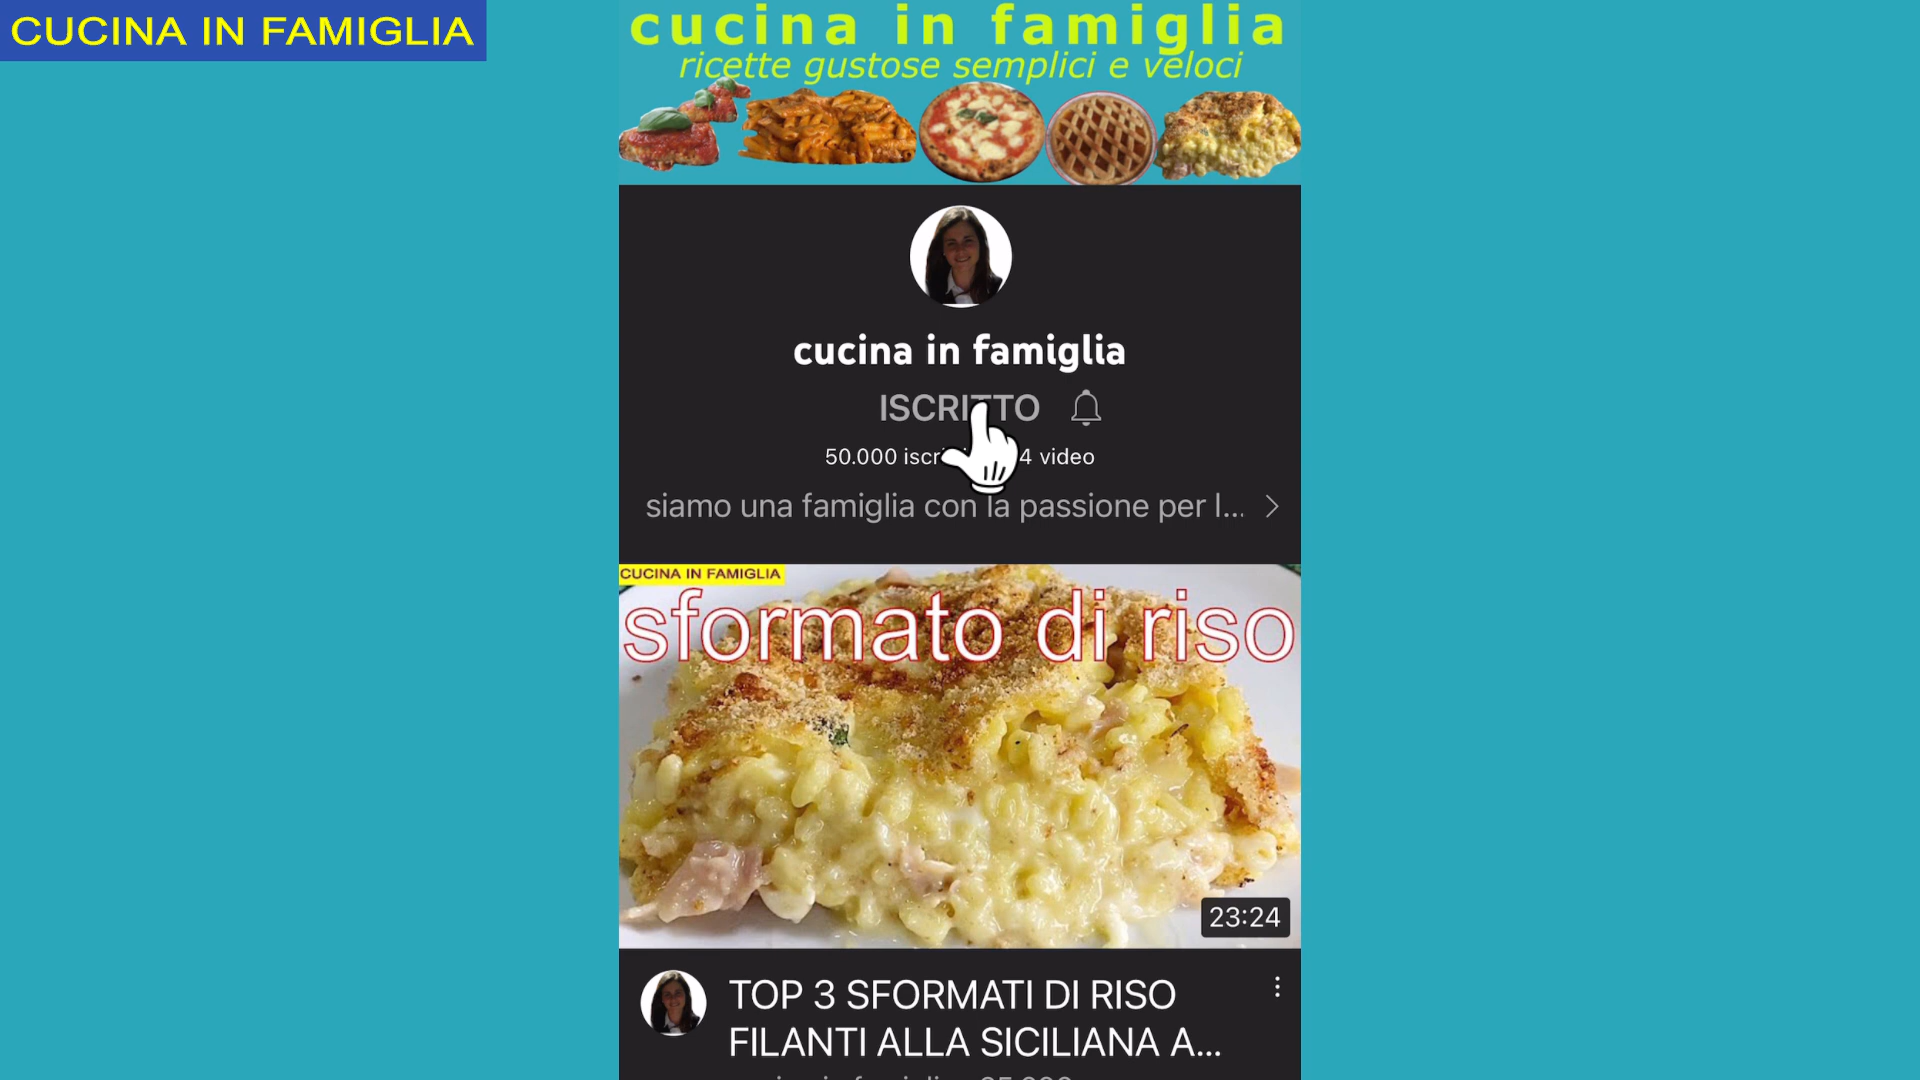 CUCINA IN FAMIGLIA
cucina in famiglia
ricette gustose semplici e veloci
cucina in famiglia
ISCRITTO
50.000 4 video
siamo una famiglia con la passione per l...
CUCINA IN FAMIGLIA
sformato di riso
23:24
TOP 3 SFORMATI DI RISO
FILANTI ALLA SICILIANA A...